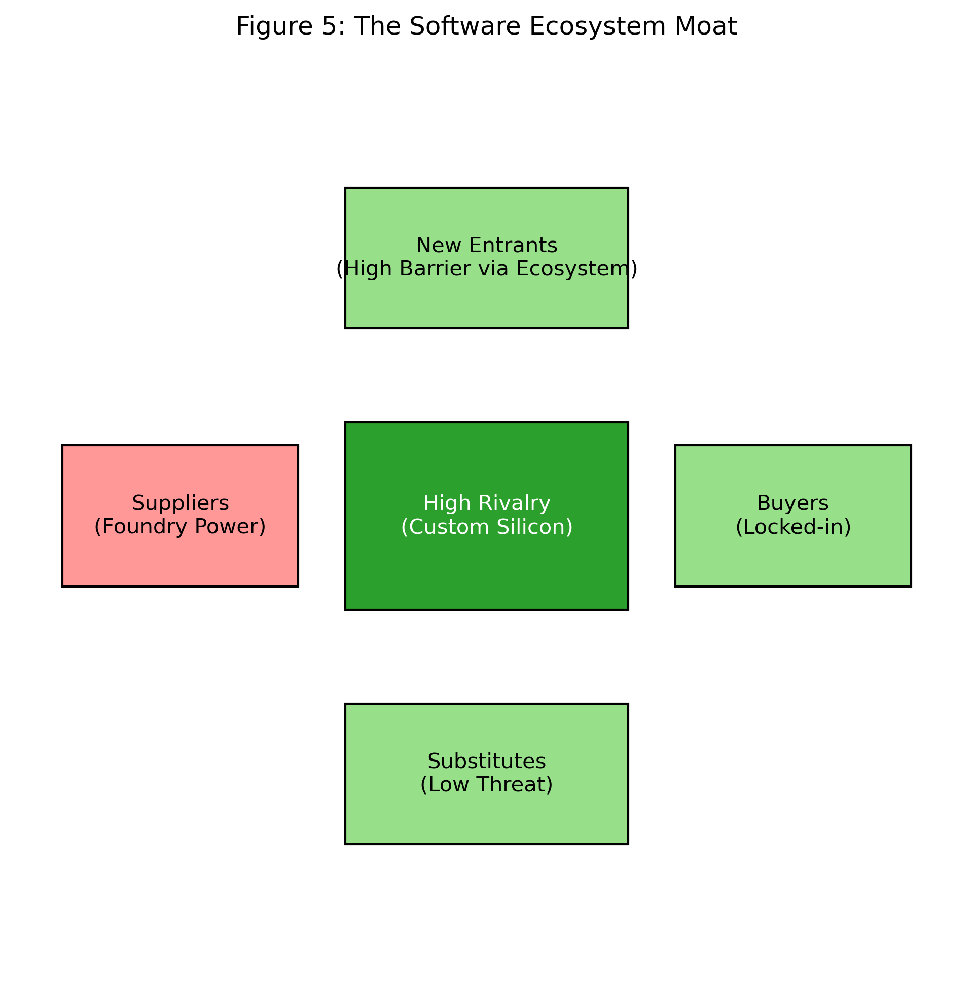 Figure 5: The Software Ecosystem Moat
New Entrants
(High Barrier via Ecosystem)
Suppliers
(Foundry Power)
High Rivalry
(Custom Silicon)
Buyers
(Locked-in)
Substitutes
(Low Threat)